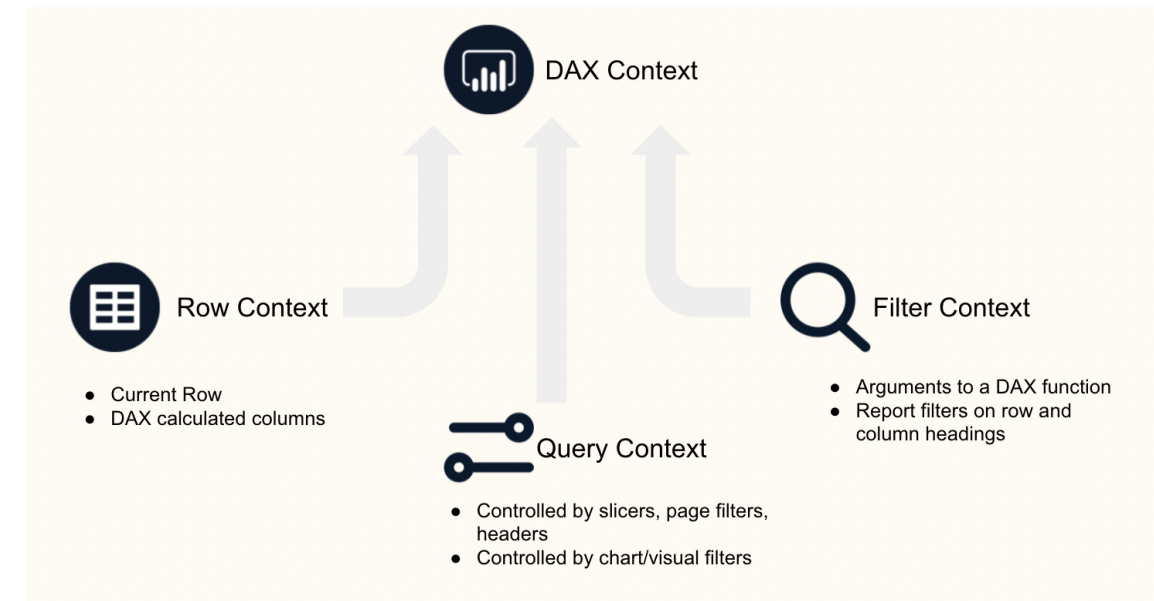 DAX Context
Row Context
● Current Row
● DAX calculated columns
Query Context
● Controlled by slicers, page filters,
headers
● Controlled by chart/visual filters
Filter Context
● Arguments to a DAX function
● Report filters on row and
column headings